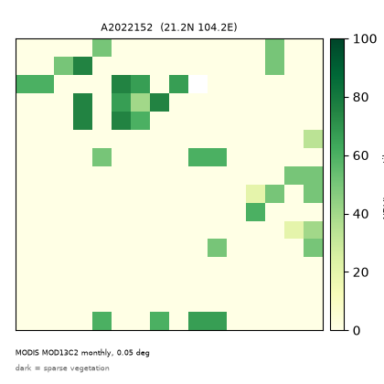 A2022152 (21.2N 104.2E)
100
80
60
40
20
0
MODIS MOD13C2 monthly, 0.05 deg
dark = sparse vegetation